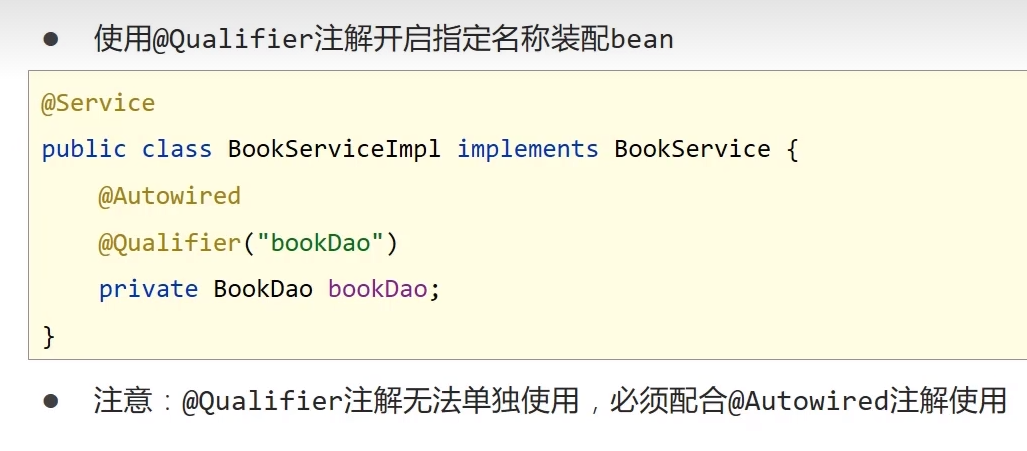 ● 使用@Qualifier注解开启指定名称装配bean
@Service
public class BookServiceImpl implements BookService {
    @Autowired
    @Qualifier("bookDao")
    private BookDao bookDao;
}
● 注意：@Qualifier注解无法单独使用，必须配合@Autowired注解使用